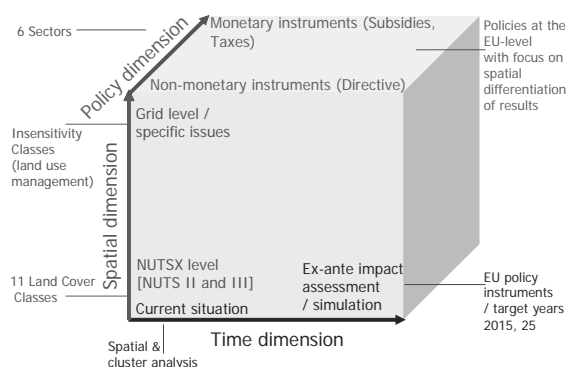 6 Sectors
Policy dimension
Monetary instruments (Subsidies,
Taxes)
Policies at the
EU-level
with focus on
spatial
differentiation
of results
Non-monetary instruments (Directive)
Grid level /
specific issues
Insensitivity
Classes
(land use
management)
Spatial dimension
NUTSX level
[NUTS II and III]
Current situation
Ex-ante impact
assessment
/ simulation
11 Land Cover
Classes
EU policy
instruments
/ target years
2015, 25
Time dimension
Spatial &
cluster analysis